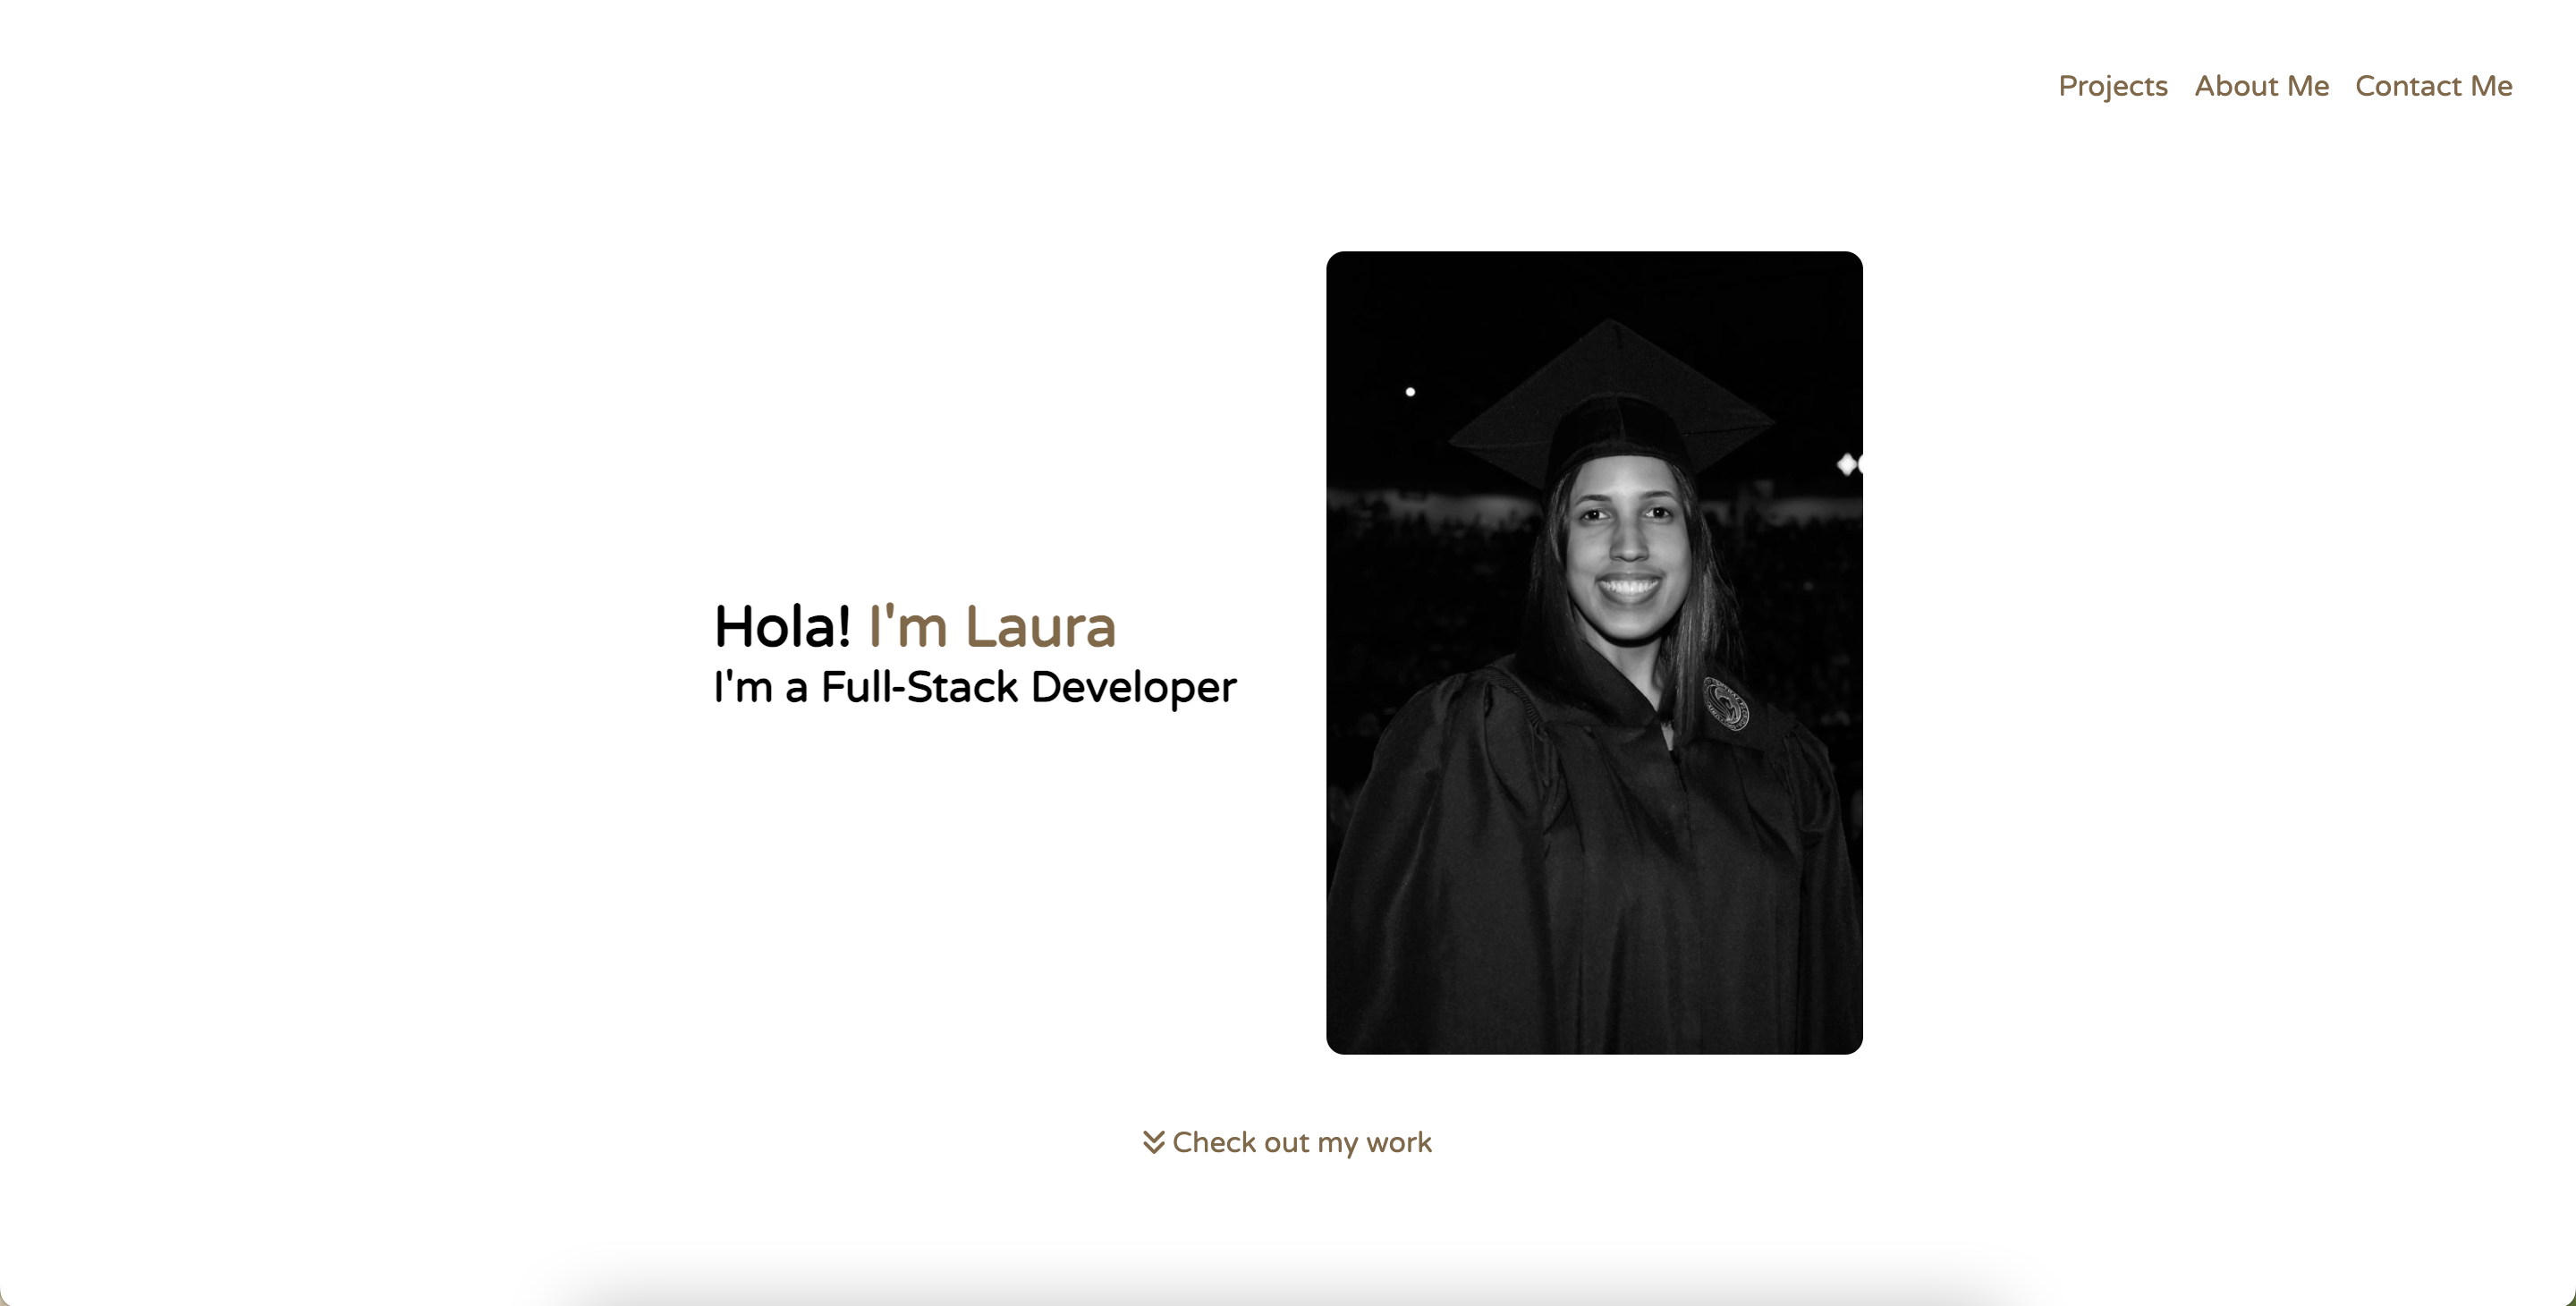 Projects About Me Contact Me
Hola! I'm Laura
I'm a Full-Stack Developer
Check out my work